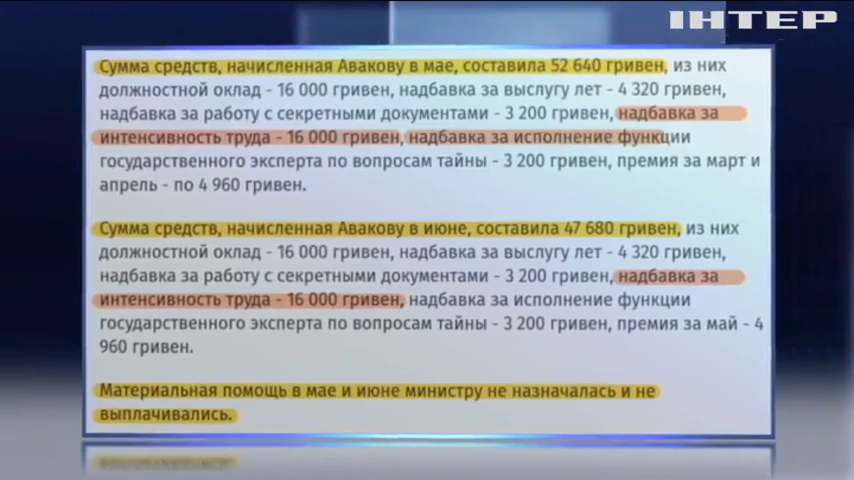 ІНТЕР
Сумма средств, начисленная Авакову в мае, составила 52 640 гривен, из них
должностной оклад - 16 000 гривен, надбавка за выслугу лет - 4 320 гривен,
надбавка за работу с секретными документами - 3 200 гривен, надбавка за
интенсивность труда - 16 000 гривен, надбавка за исполнение функции
государственного эксперта по вопросам тайны - 3 200 гривен, премия за март и
апрель - по 4 960 гривен.
Сумма средств, начисленная Авакову в июне, составила 47 680 гривен, из них
должностной оклад - 16 000 гривен, надбавка за выслугу лет - 4 320 гривен,
надбавка за работу с секретными документами - 3 200 гривен, надбавка за
интенсивность труда - 16 000 гривен, надбавка за исполнение функции
государственного эксперта по вопросам тайны - 3 200 гривен, премия за май - 4
960 гривен.
Материальная помощь в мае и июне министру не назначалась и не
выплачивались.